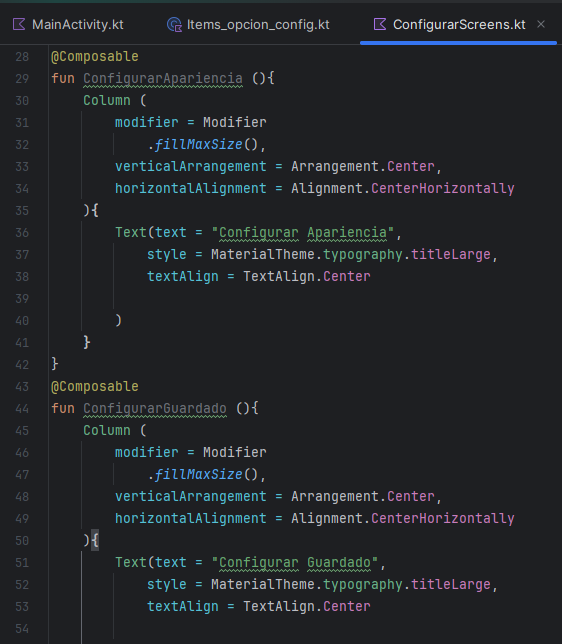 MainActivity.kt Items_opcion_config.kt ConfigurarScreens.kt
28 @Composable
29 fun ConfigurarApariencia (){
30     Column (
31         modifier = Modifier
32             .fillMaxSize(),
33         verticalArrangement = Arrangement.Center,
34         horizontalAlignment = Alignment.CenterHorizontally
35     ){
36         Text(text = "Configurar Apariencia",
37             style = MaterialTheme.typography.titleLarge,
38             textAlign = TextAlign.Center
39
40         )
41     }
42 }
43 @Composable
44 fun ConfigurarGuardado (){
45     Column (
46         modifier = Modifier
47             .fillMaxSize(),
48         verticalArrangement = Arrangement.Center,
49         horizontalAlignment = Alignment.CenterHorizontally
50     ){
51         Text(text = "Configurar Guardado",
52             style = MaterialTheme.typography.titleLarge,
53             textAlign = TextAlign.Center
54